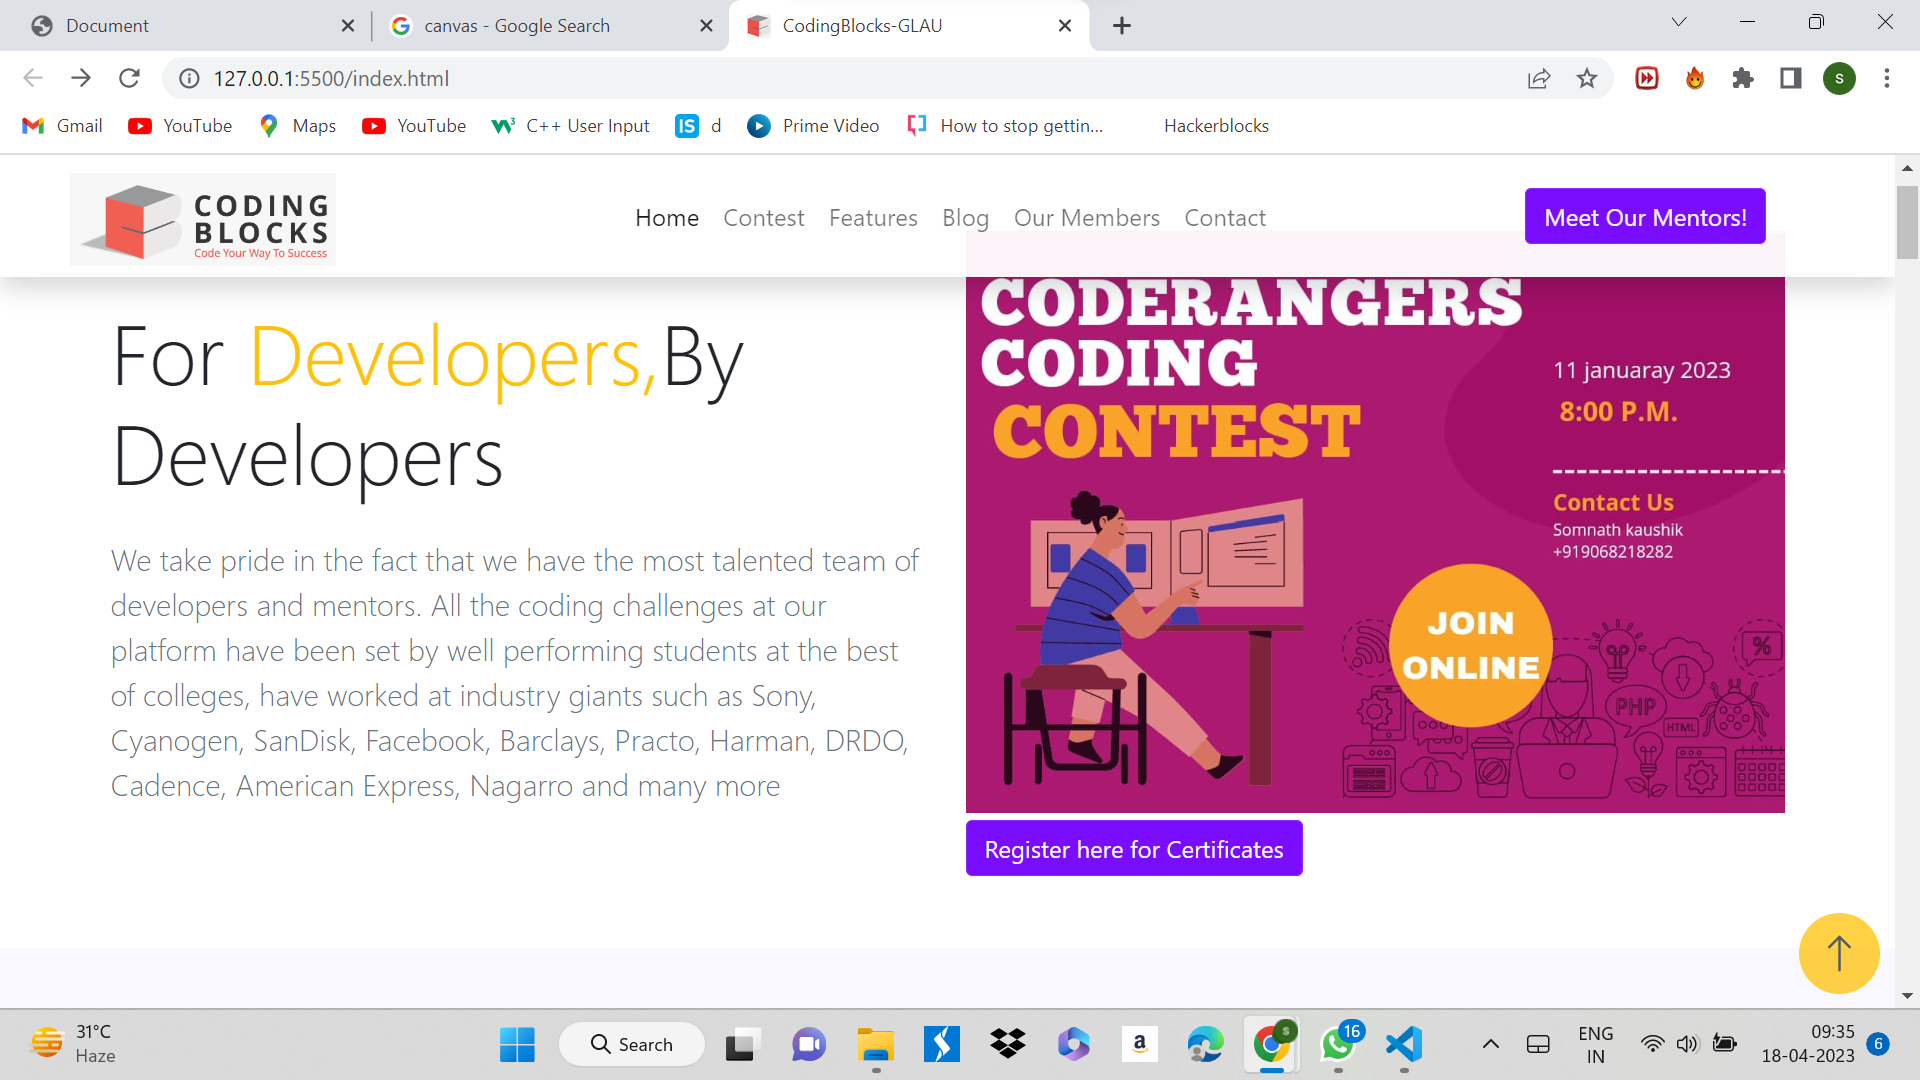 Document
canvas - Google Search
CodingBlocks-GLAU
127.0.0.1:5500/index.html
S
Gmail
YouTube
Maps
YouTube
C++ User Input
IS
d
Prime Video
How to stop gettin...
Hackerblocks
CODING
BLOCKS
Code Your Way To Success
Home Contest Features Blog Our Members Contact
Meet Our Mentors!
For Developers,By
Developers
We take pride in the fact that we have the most talented team of
developers and mentors. All the coding challenges at our
platform have been set by well performing students at the best
of colleges, have worked at industry giants such as Sony,
Cyanogen, SanDisk, Facebook, Barclays, Practo, Harman, DRDO,
Cadence, American Express, Nagarro and many more
CODERANGERS
CODING
CONTEST
11 januaray 2023
8:00 P.M.
Contact Us
Somnath kaushik
+919068218282
JOIN
ONLINE
%
PHP
HTML
Register here for Certificates
31°C
Haze
Search
a
S
16
ENG
IN
09:35
18-04-2023
6